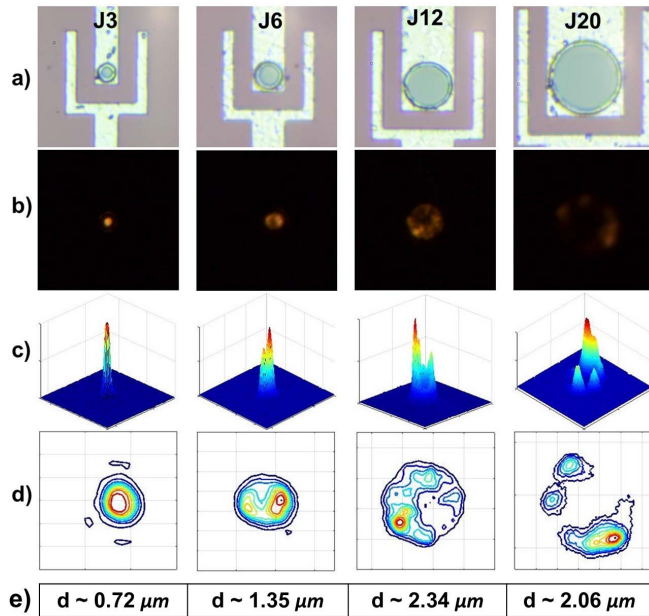 J3 J6 J12 J20
a)
b)
c)
d)
e) d ~ 0.72 µm d ~ 1.35 µm d ~ 2.34 µm d ~ 2.06 µm